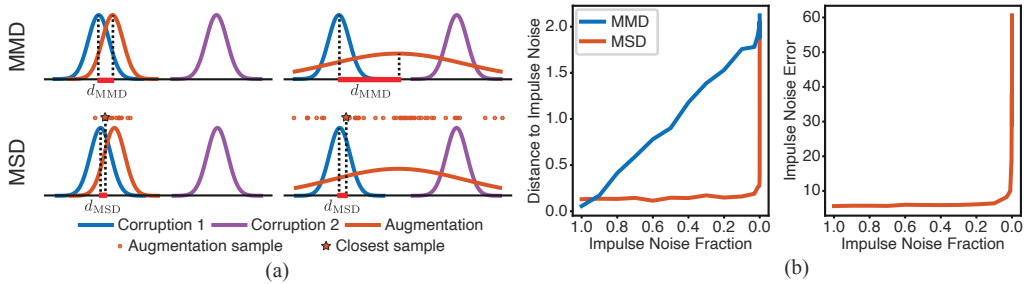 MMD
d_MMD
d_MMD
MSD
d_MSD
d_MSD
Corruption 1
Corruption 2
Augmentation
Augmentation sample
Closest sample
(a)
MMD
MSD
Distance to Impulse Noise
2.0
1.5
1.0
0.5
0.0
1.0 0.8 0.6 0.4 0.2 0.0
Impulse Noise Fraction
Impulse Noise Error
60
50
40
30
20
10
1.0 0.8 0.6 0.4 0.2 0.0
Impulse Noise Fraction
(b)